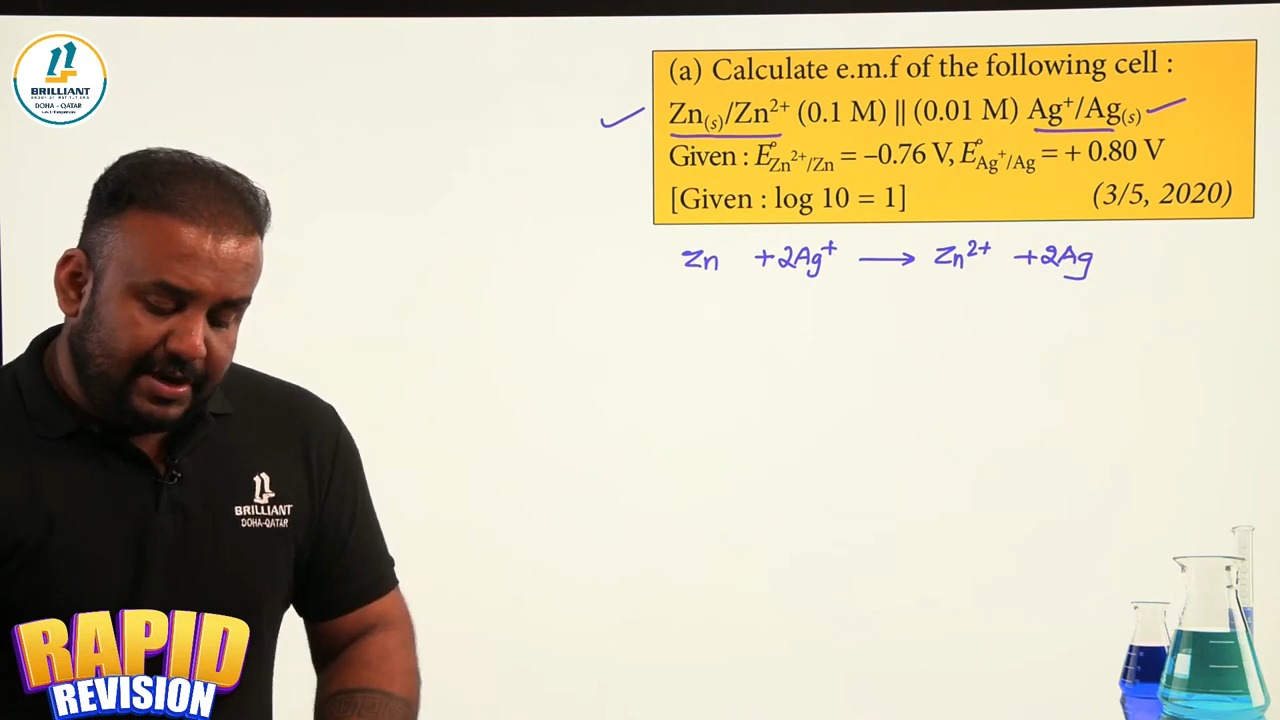 BRILLIANT
DOHA - QATAR
(a) Calculate e.m.f of the following cell :
Zn(s)/Zn²⁺ (0.1 M) || (0.01 M) Ag⁺/Ag(s)
Given : E°Zn²⁺/Zn = –0.76 V, E°Ag⁺/Ag = + 0.80 V
[Given : log 10 = 1] (3/5, 2020)
Zn + 2Ag⁺ → Zn²⁺ + 2Ag
BRILLIANT
DOHA-QATAR
RAPID
REVISION